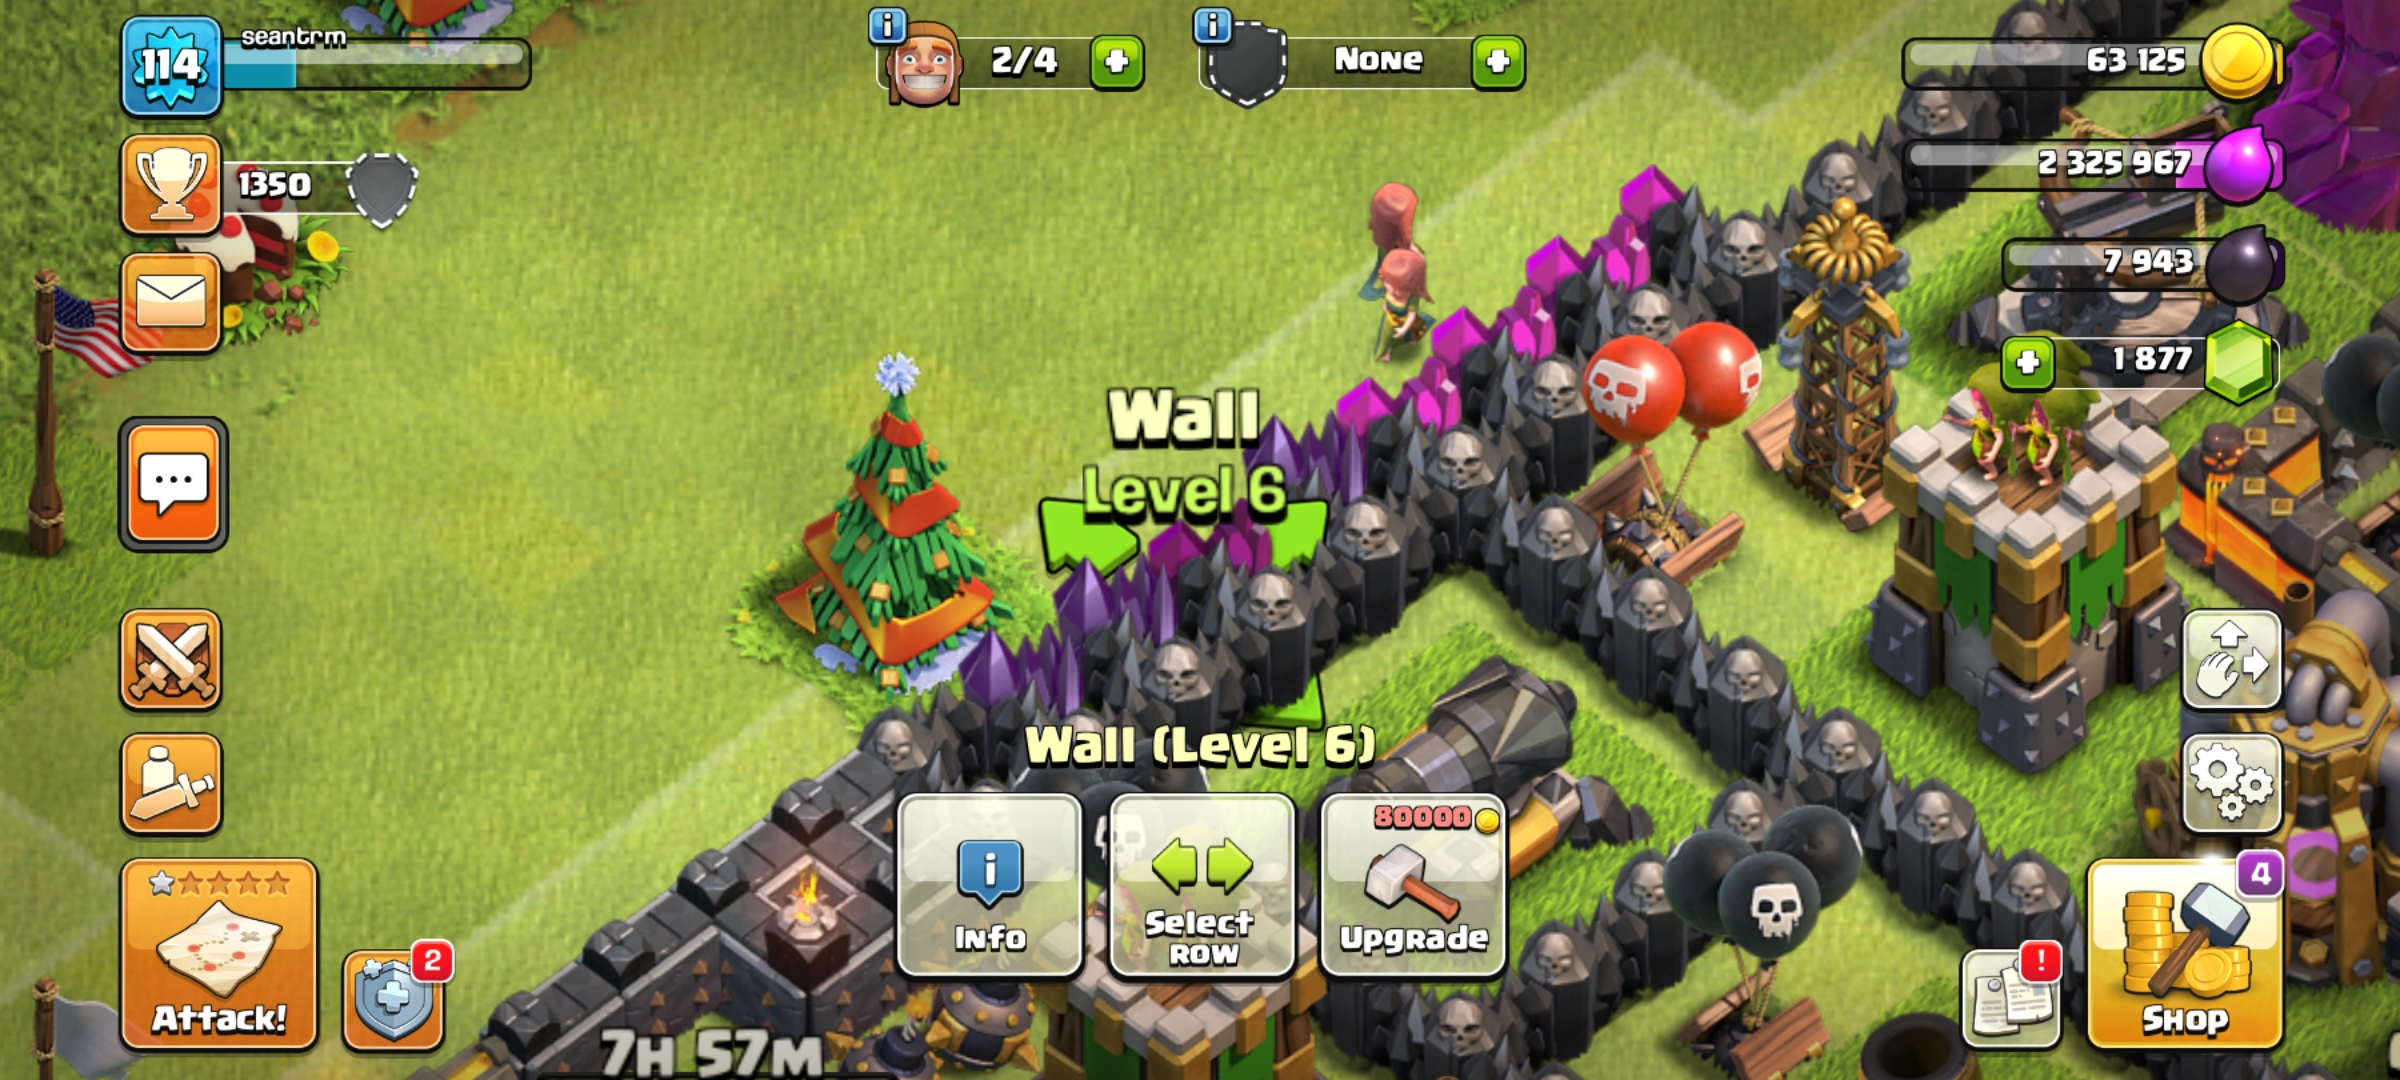 114
seantrm
2/4
None
63 125
1350
2 325 967
7 943
1 877
Wall
Level 6
Wall (Level 6)
Info
Select
Row
80000
Upgrade
Attack!
2
7H 57M
!
4
Shop